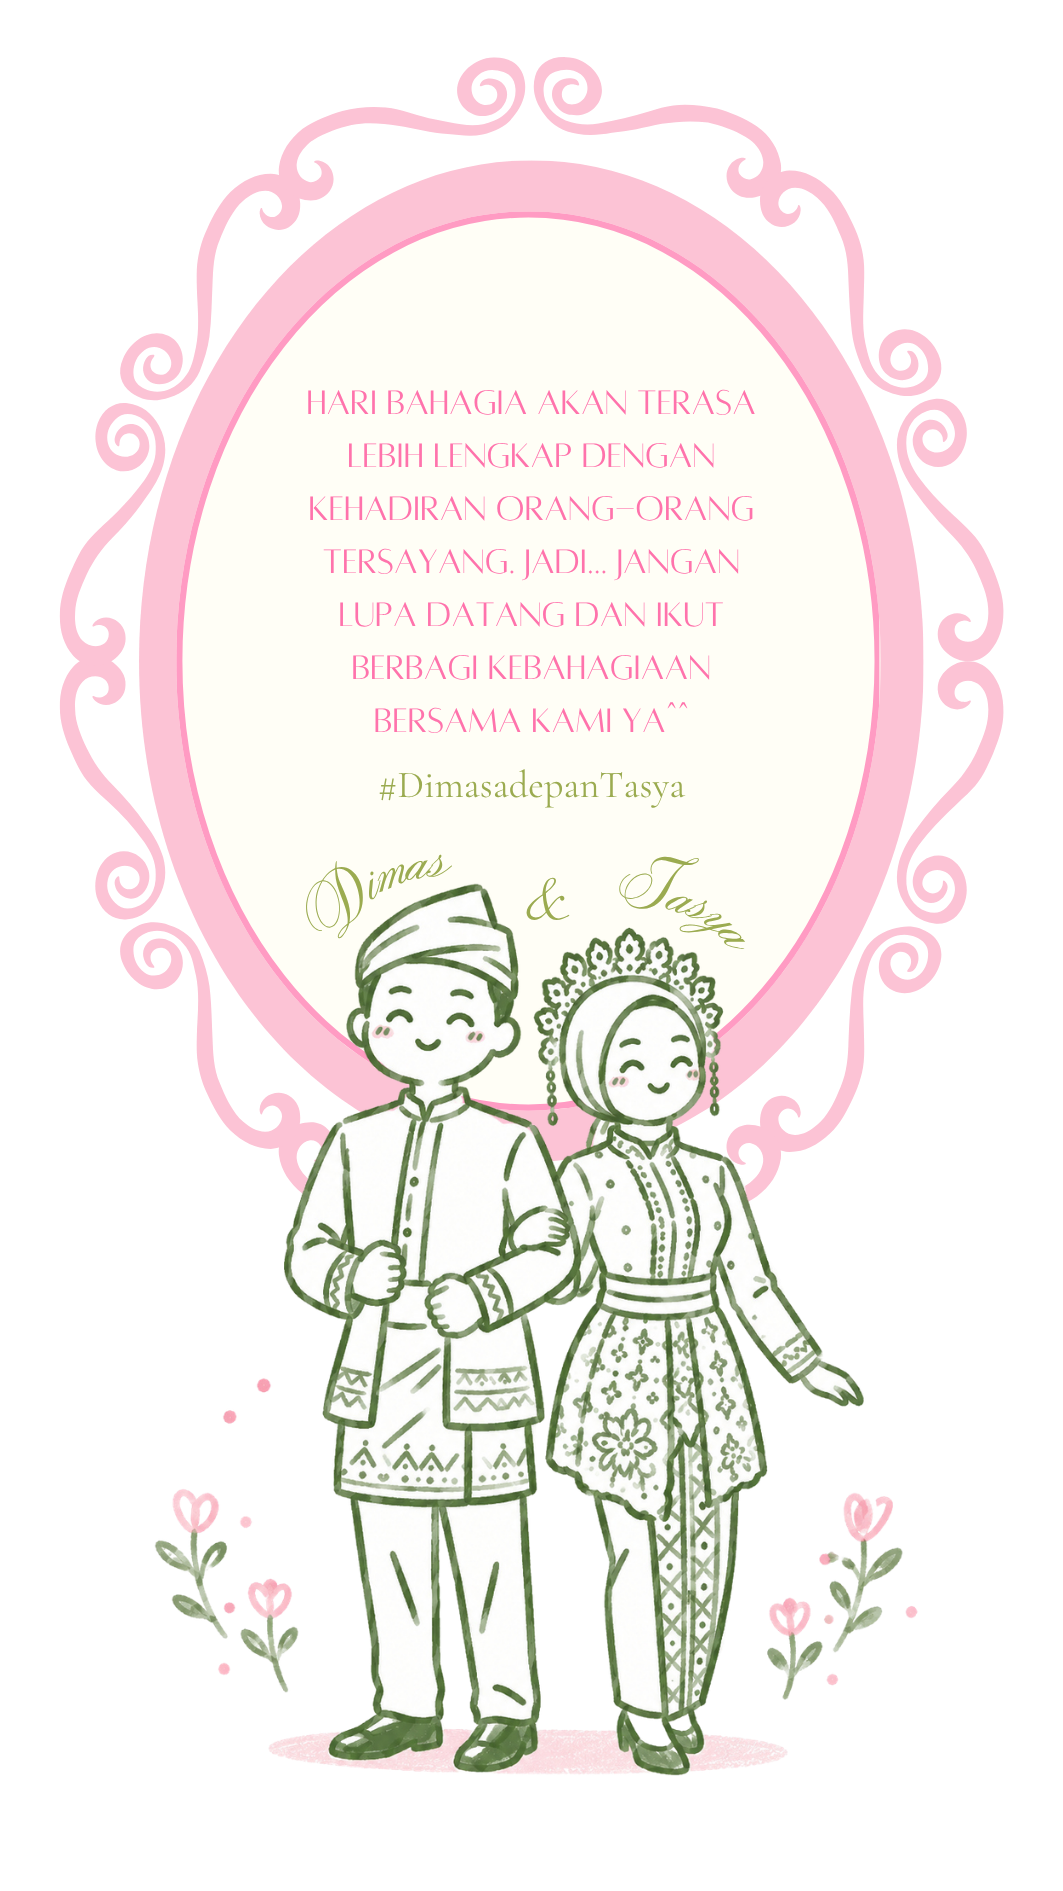 HARI BAHAGIA AKAN TERASA
LEBIH LENGKAP DENGAN
KEHADIRAN ORANG-ORANG
TERSAYANG. JADI... JANGAN
LUPA DATANG DAN IKUT
BERBAGI KEBAHAGIAAN
BERSAMA KAMI YA^^
#DimasadepanTasya
Dimas & Tasya